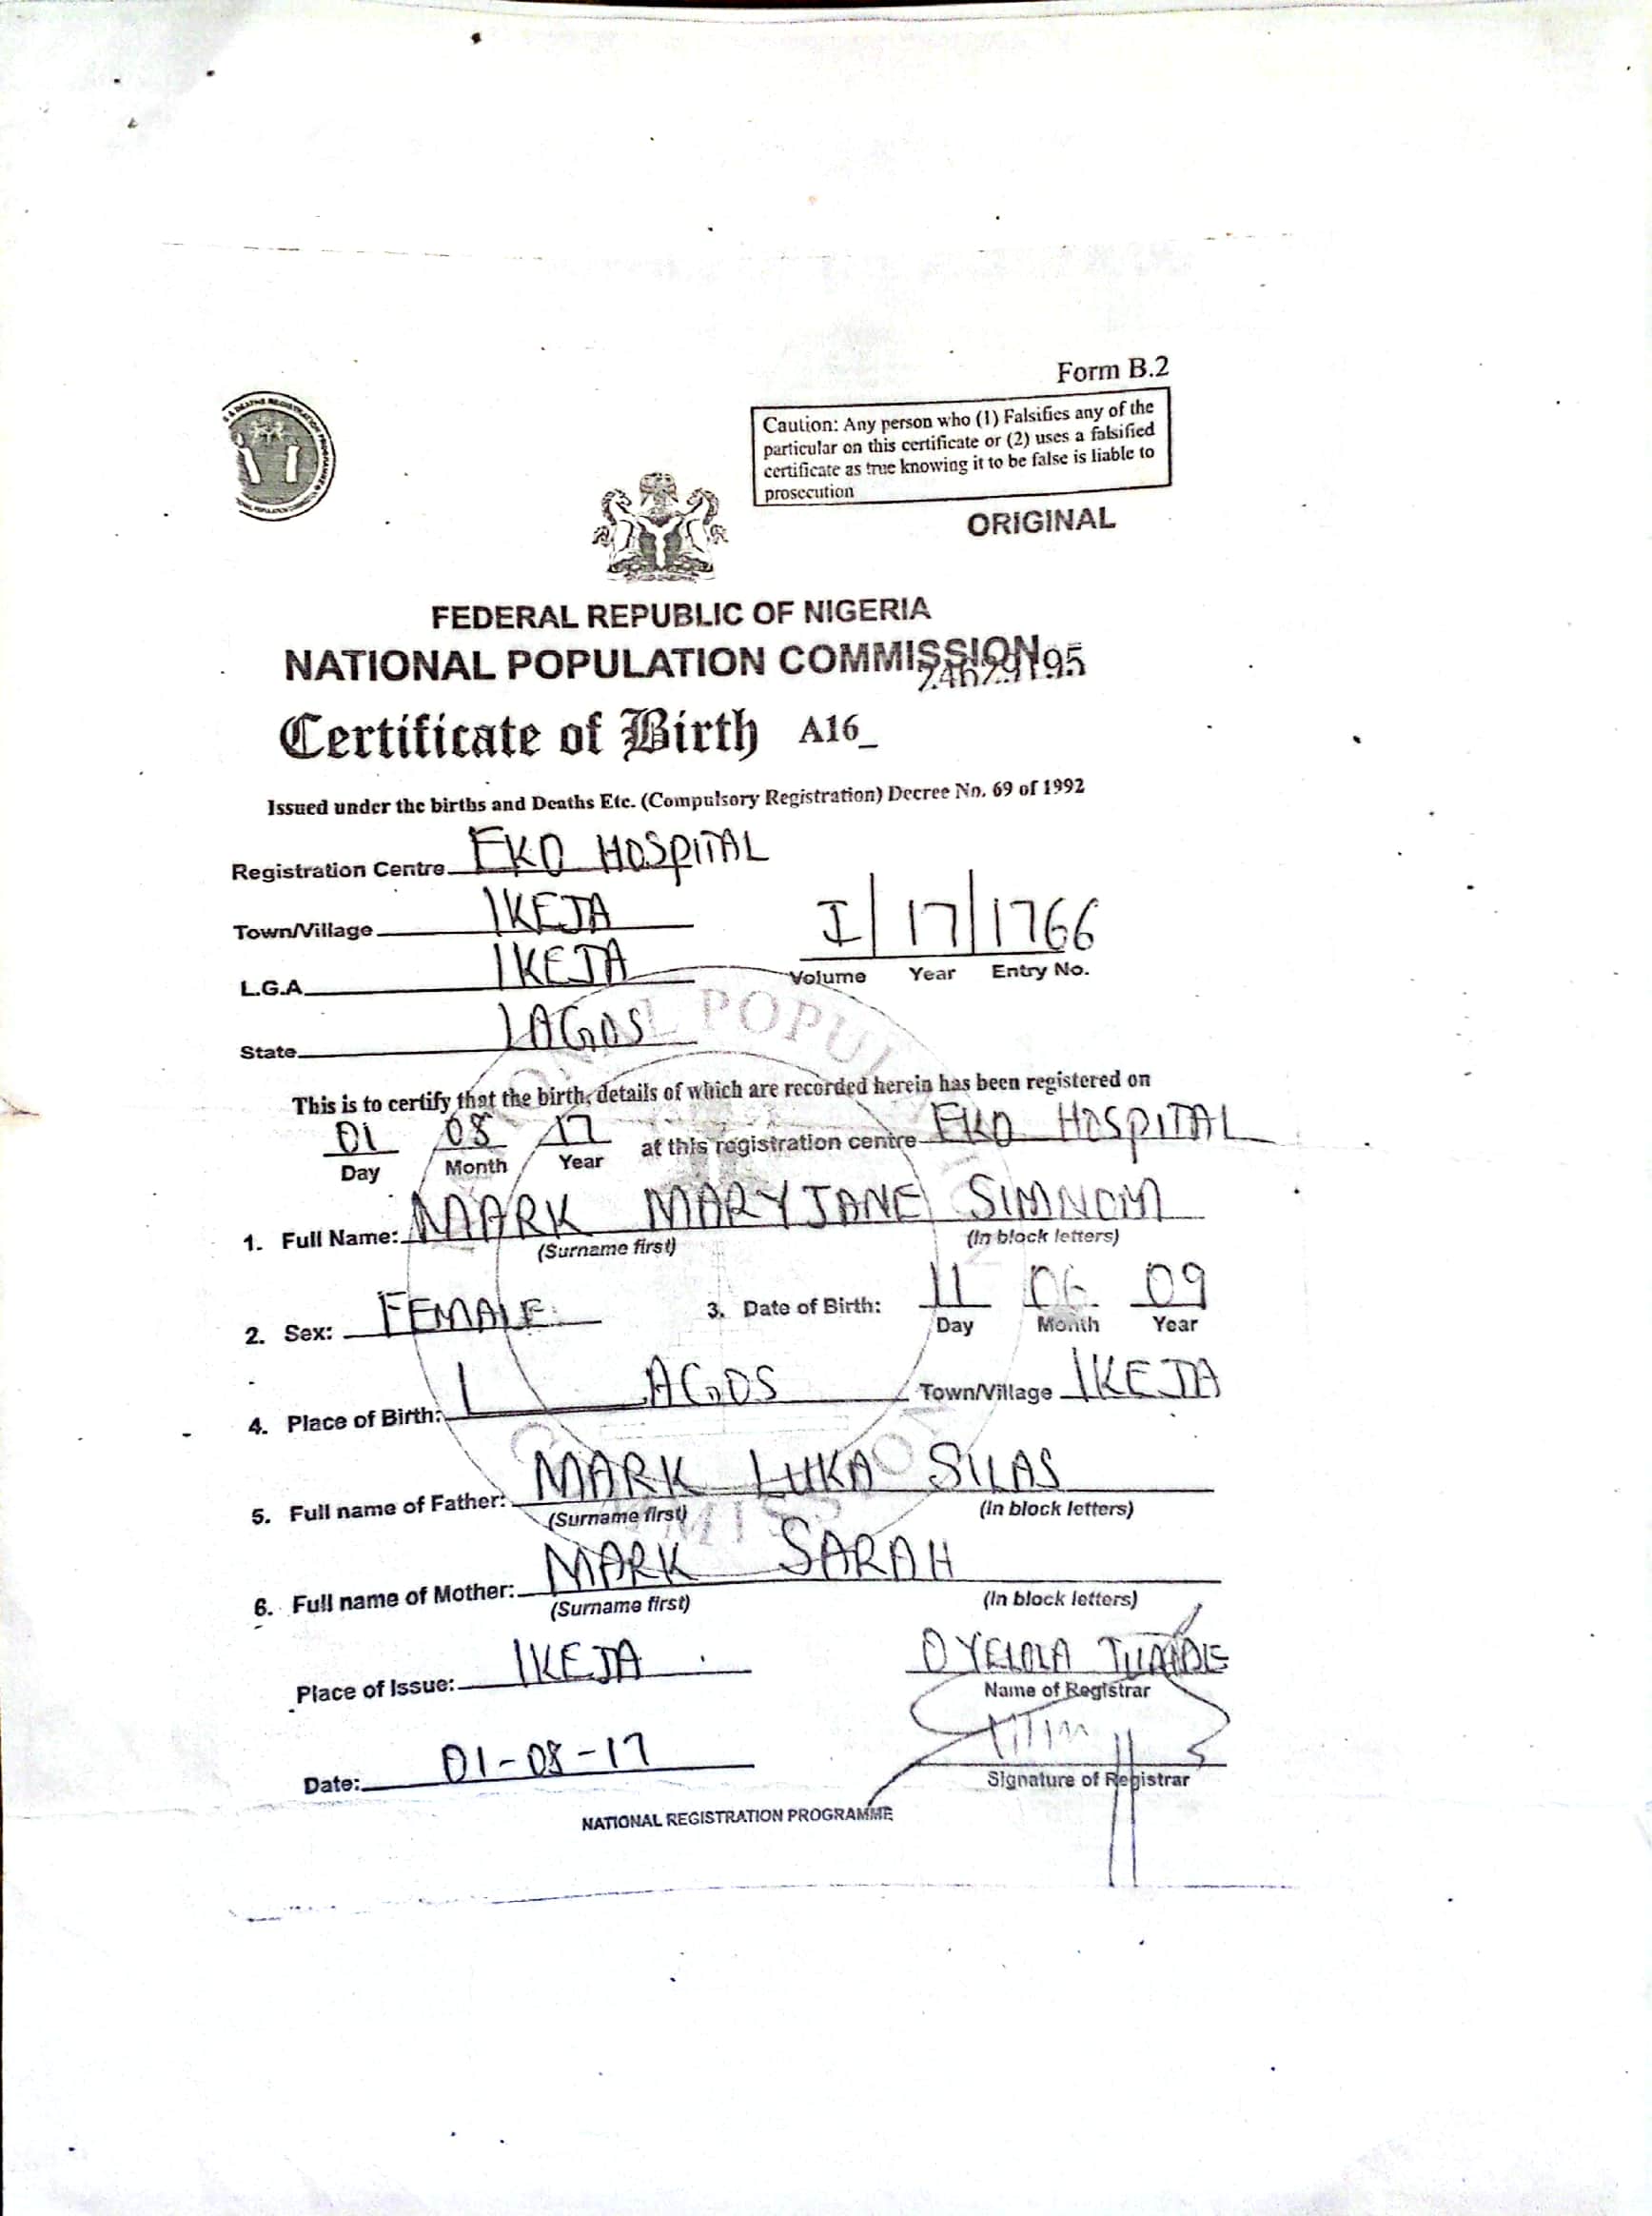 Form B.2
Caution: Any person who (1) Falsifies any of the
particular on this certificate or (2) uses a falsified
certificate as true knowing it to be false is liable to
prosecution
ORIGINAL
FEDERAL REPUBLIC OF NIGERIA
NATIONAL POPULATION COMMISSION
Certificate of Birth A16_
Issued under the births and Deaths Etc. (Compulsory Registration) Decree No. 69 of 1992
Registration Centre EKO HOSPITAL
Town/Village IKEJA
I 17 1766
L.G.A IKEJA
Volume Year Entry No.
State LAGOS
This is to certify that the birth, details of which are recorded herein has been registered on
01 08 17 at this registration centre EKO HOSPITAL
Day Month Year
1. Full Name: MARK MARYJANE SIMNOM
(Surname first) (In block letters)
2. Sex: FEMALE 3. Date of Birth: 11 06 09
Day Month Year
4. Place of Birth: LAGOS Town/Village IKEJA
5. Full name of Father: MARK LUKA SILAS
(Surname first) (In block letters)
6. Full name of Mother: MARK SARAH
(Surname first) (In block letters)
Place of Issue: IKEJA OYELOLA
Name of Registrar
Date: 01-08-17
Signature of Registrar
NATIONAL REGISTRATION PROGRAMME